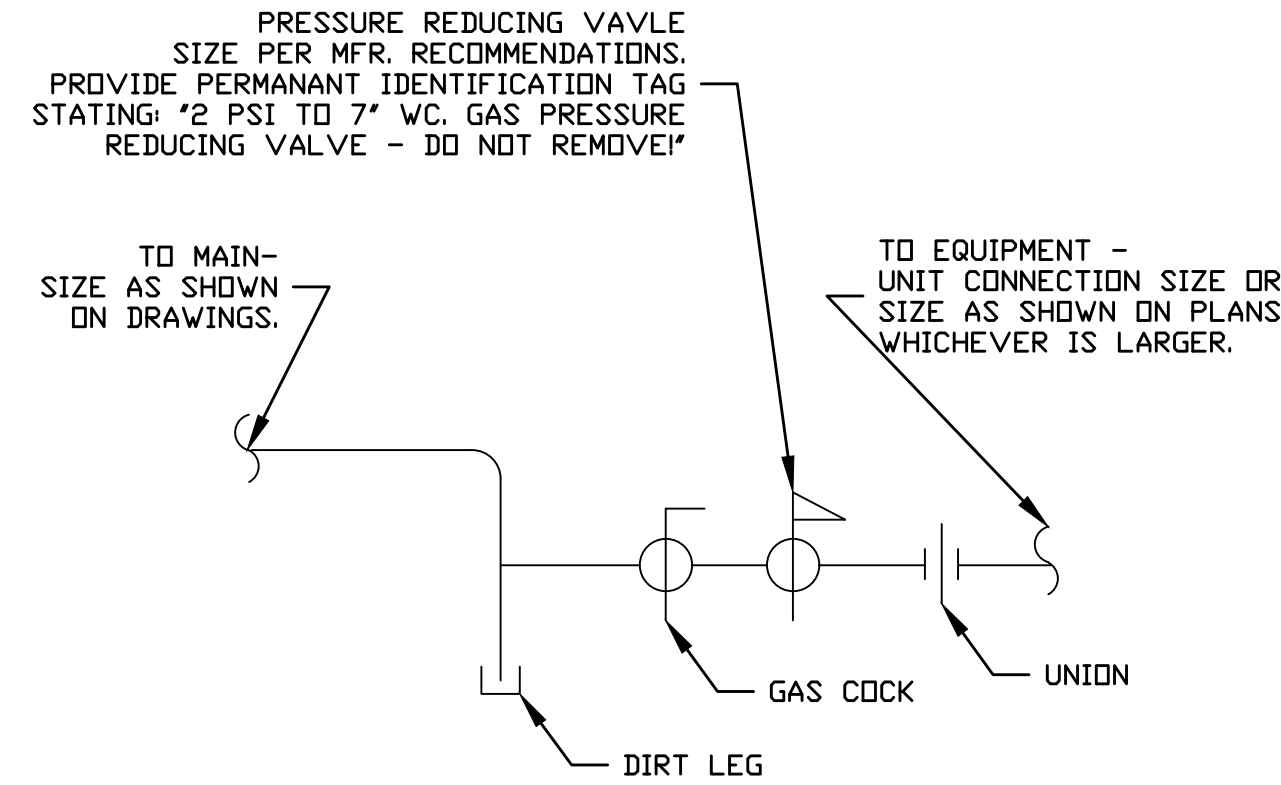 PRESSURE REDUCING VAVLE
SIZE PER MFR. RECOMMENDATIONS.
PROVIDE PERMANANT IDENTIFICATION TAG
STATING: "2 PSI TO 7" WC. GAS PRESSURE
REDUCING VALVE - DO NOT REMOVE!"
TO MAIN-
SIZE AS SHOWN
ON DRAWINGS.
TO EQUIPMENT -
UNIT CONNECTION SIZE OR
SIZE AS SHOWN ON PLANS
WHICHEVER IS LARGER.
UNION
GAS COCK
DIRT LEG